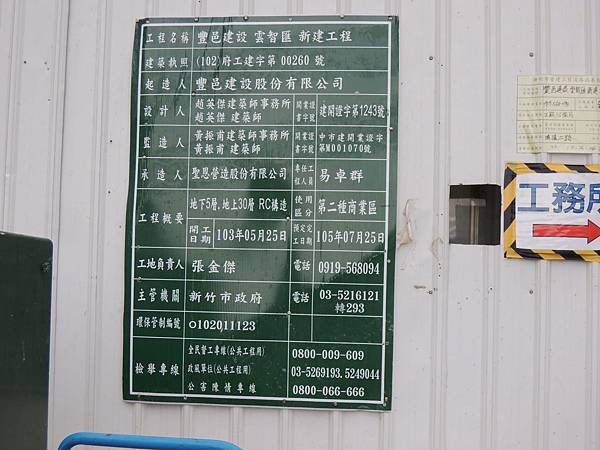 工程名稱 豐邑建設 雲智匯 新建工程
建築執照 (102)府工建字第 00260 號
起造人 豐邑建設股份有限公司
設計人 趙英傑建築師事務所 趙英傑 建築師 開業證書字號 建開證字第1243號
監造人 黃振甫建築師事務所 黃振甫 建築師 開業證書字號 中市建開業證字第M001070號
承造人 聖恩營造股份有限公司 專任工程人員 易卓群
工程概要 地下5層,地上30層 RC構造 使用區分 第二種商業區
開工日期 103年05月25日 預定完工日期 105年07月25日
工地負責人 張金傑 電話 0919-568094
主管機關 新竹市政府 電話 03-5216121 轉293
環保管制編號 O102O11123
檢舉專線 全民督工專線(公共工程用) 0800-009-609
政風單位(公共工程用) 03-5269193.5249044
公害陳情專線 0800-066-666
工務所